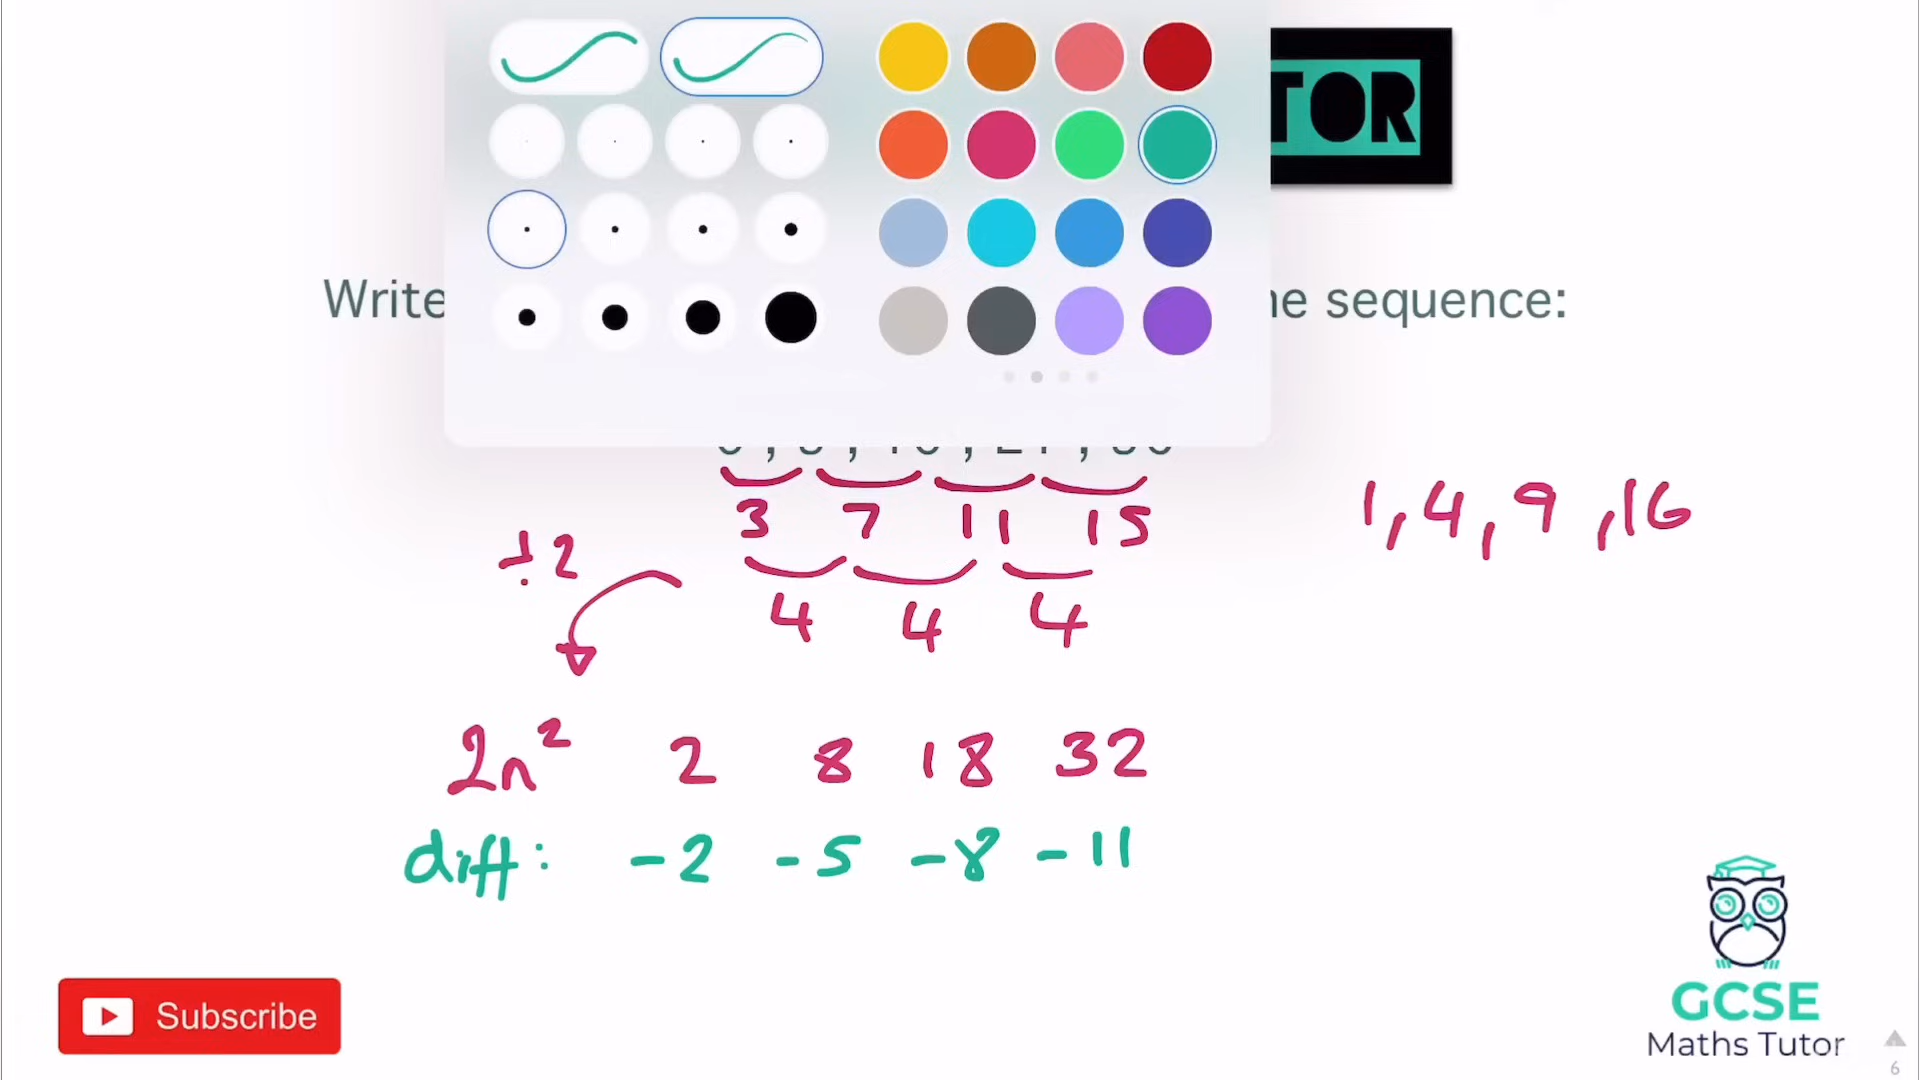 TOR
Write
e sequence:
3 7 11 15
1, 4, 9, 16
÷2
4 4 4
2n² 2 8 18 32
diff: -2 -5 -8 -11
Subscribe
GCSE
Maths Tutor
6